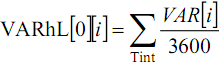 VARhL[0][i] = ∑_{Tint} VAR[i]/3600